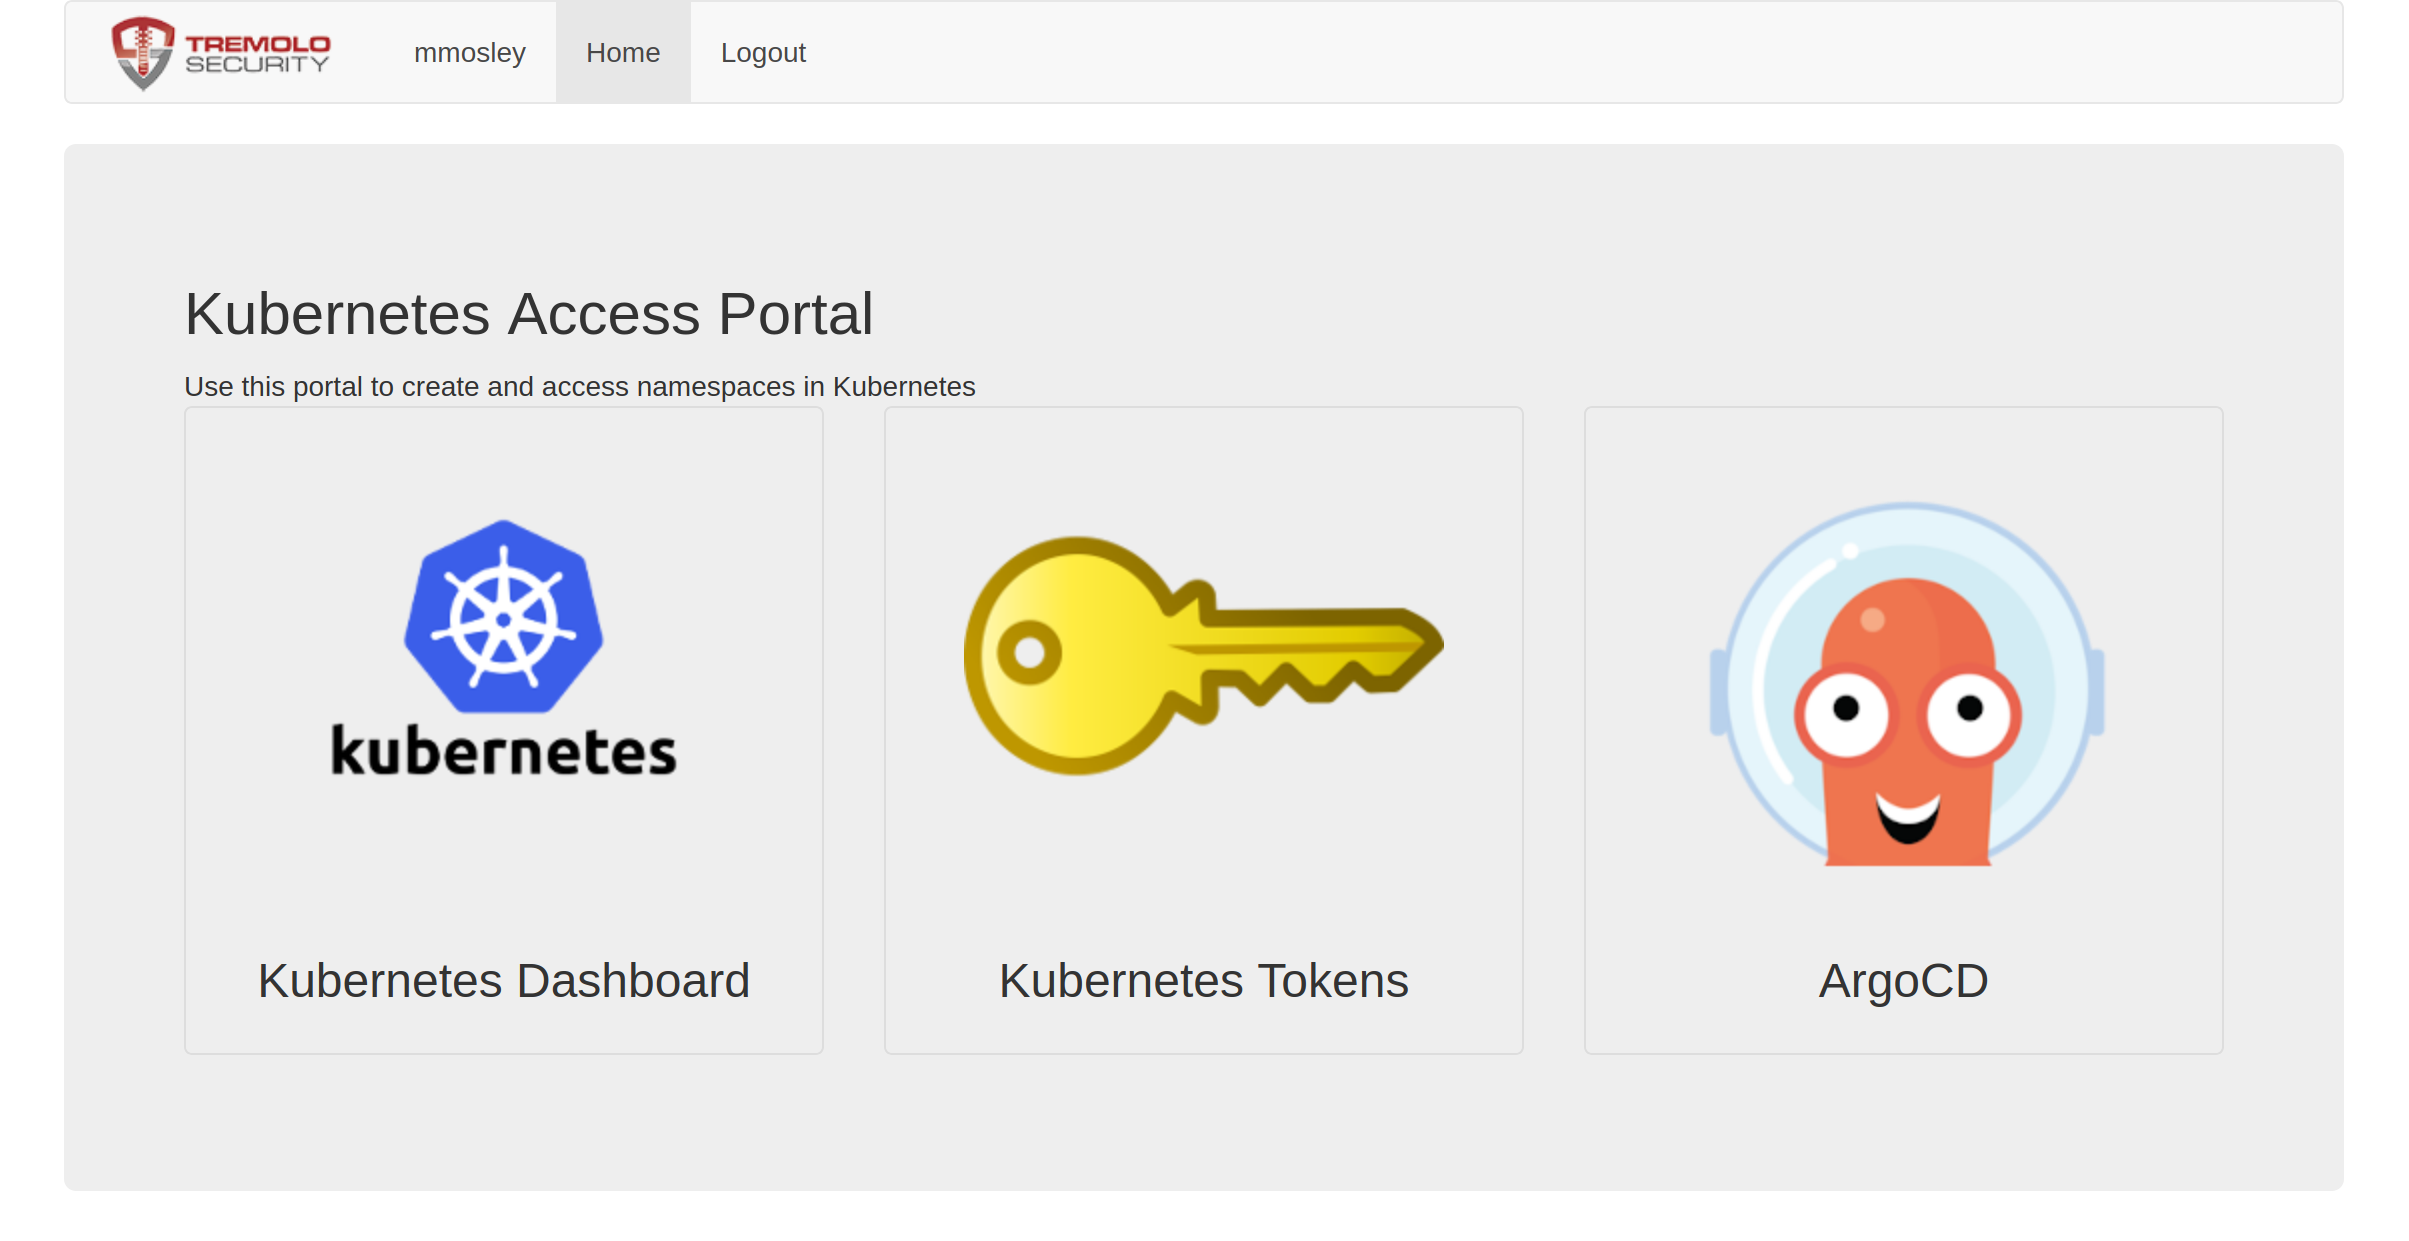 TREMOLO
SECURITY
mmosley
Home
Logout
Kubernetes Access Portal
Use this portal to create and access namespaces in Kubernetes
kubernetes
Kubernetes Dashboard
Kubernetes Tokens
ArgoCD